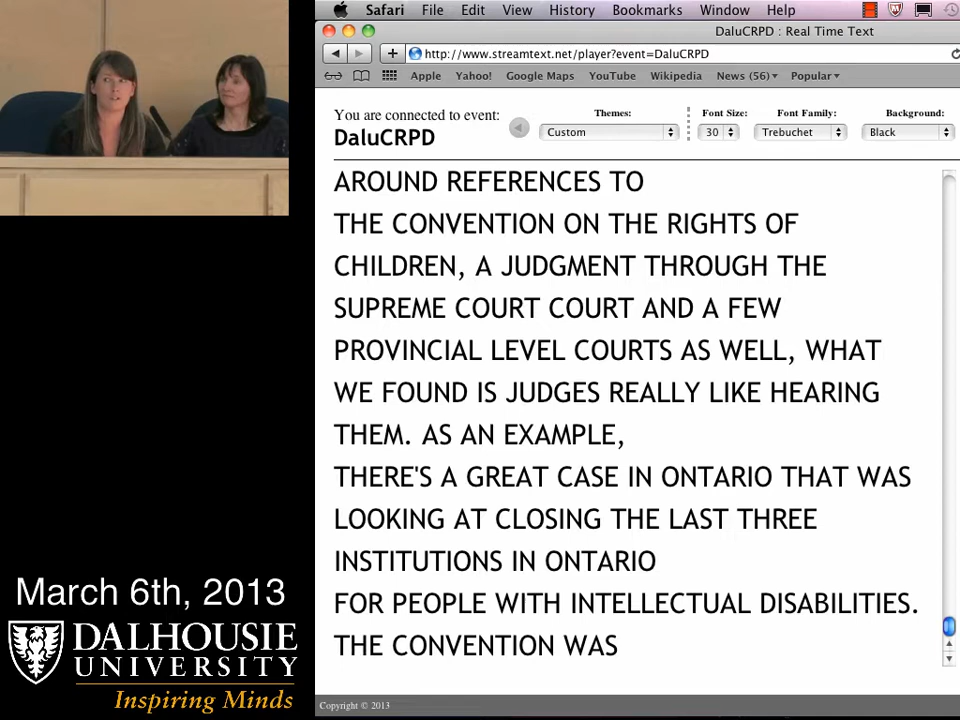 Safari File Edit View History Bookmarks Window Help
DaluCRPD : Real Time Text
http://www.streamtext.net/player?event=DaluCRPD
Apple Yahoo! Google Maps YouTube Wikipedia News (56) Popular
You are connected to event:
DaluCRPD
Themes: Font Size: Font Family: Background:
Custom 30 Trebuchet Black
AROUND REFERENCES TO
THE CONVENTION ON THE RIGHTS OF
CHILDREN, A JUDGMENT THROUGH THE
SUPREME COURT COURT AND A FEW
PROVINCIAL LEVEL COURTS AS WELL, WHAT
WE FOUND IS JUDGES REALLY LIKE HEARING
THEM. AS AN EXAMPLE,
THERE'S A GREAT CASE IN ONTARIO THAT WAS
LOOKING AT CLOSING THE LAST THREE
INSTITUTIONS IN ONTARIO
FOR PEOPLE WITH INTELLECTUAL DISABILITIES.
THE CONVENTION WAS
Copyright © 2013
March 6th, 2013
DALHOUSIE
UNIVERSITY
Inspiring Minds